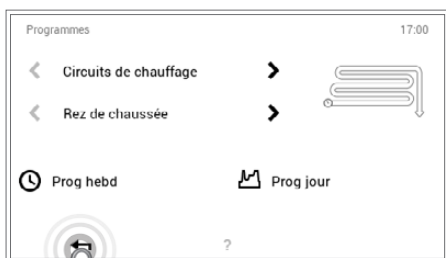 Programmes 17:00
Circuits de chauffage
Rez de chaussée
Prog hebd Prog jour
?